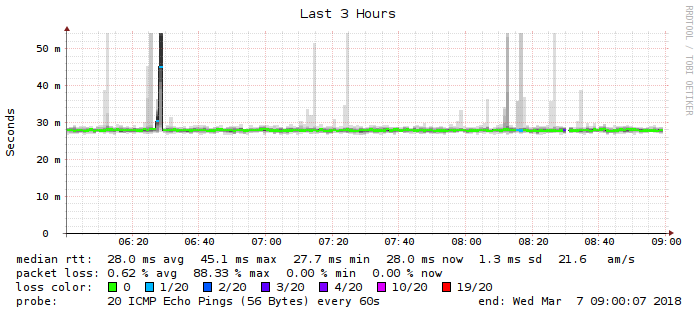 Last 3 Hours
RRDTOOL / TOBI OETIKER
Seconds
50 m
40 m
30 m
20 m
10 m
0
06:20 06:40 07:00 07:20 07:40 08:00 08:20 08:40 09:00
median rtt: 28.0 ms avg 45.1 ms max 27.7 ms min 28.0 ms now 1.3 ms sd 21.6 am/s
packet loss: 0.62 % avg 88.33 % max 0.00 % min 0.00 % now
loss color: 0 1/20 2/20 3/20 4/20 10/20 19/20
probe: 20 ICMP Echo Pings (56 Bytes) every 60s end: Wed Mar 7 09:00:07 2018